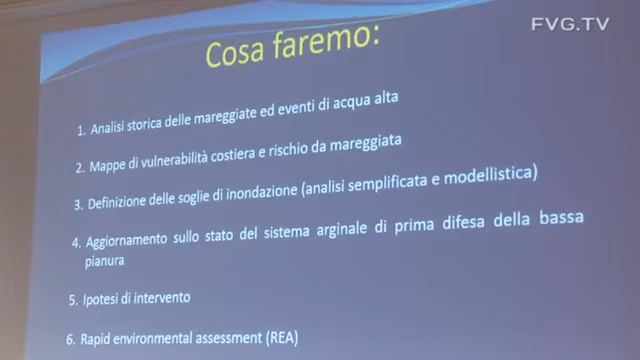 FVG.TV
Cosa faremo:
1. Analisi storica delle mareggiate ed eventi di acqua alta
2. Mappe di vulnerabilità costiera e rischio da mareggiata
3. Definizione delle soglie di inondazione (analisi semplificata e modellistica)
4. Aggiornamento sullo stato del sistema arginale di prima difesa della bassa
pianura
5. Ipotesi di intervento
6. Rapid environmental assessment (REA)